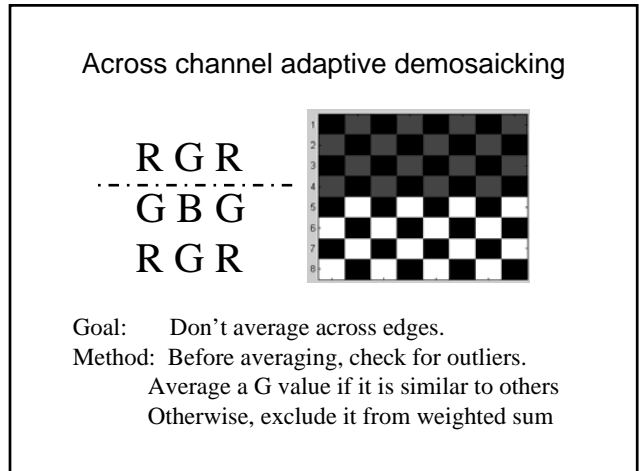 Across channel adaptive demosaicking
R G R
G B G
R G R
1
2
3
4
5
6
7
8
Goal: Don't average across edges.
Method: Before averaging, check for outliers.
Average a G value if it is similar to others
Otherwise, exclude it from weighted sum